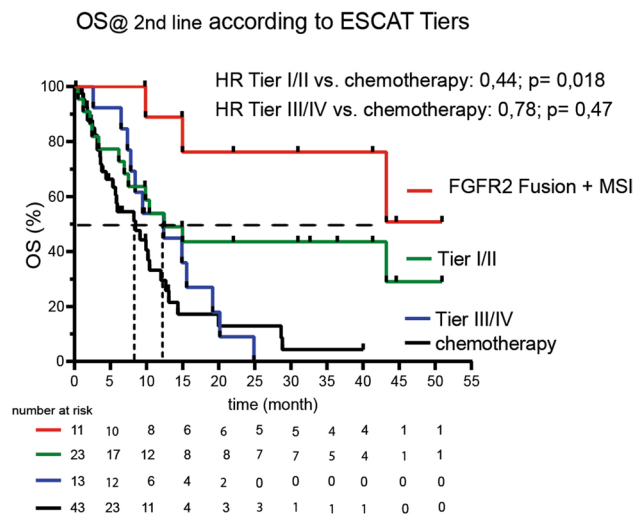 OS@ 2nd line according to ESCAT Tiers
HR Tier I/II vs. chemotherapy: 0,44; p= 0,018
HR Tier III/IV vs. chemotherapy: 0,78; p= 0,47
100
80
60
40
20
0
OS (%)
FGFR2 Fusion + MSI
Tier I/II
Tier III/IV
chemotherapy
0 5 10 15 20 25 30 35 40 45 50 55
time (month)
number at risk
11 10 8 6 6 5 5 4 4 1 1
23 17 12 8 8 7 7 5 4 1 1
13 12 6 4 2 0 0 0 0 0 0
43 23 11 4 3 3 1 1 1 0 0